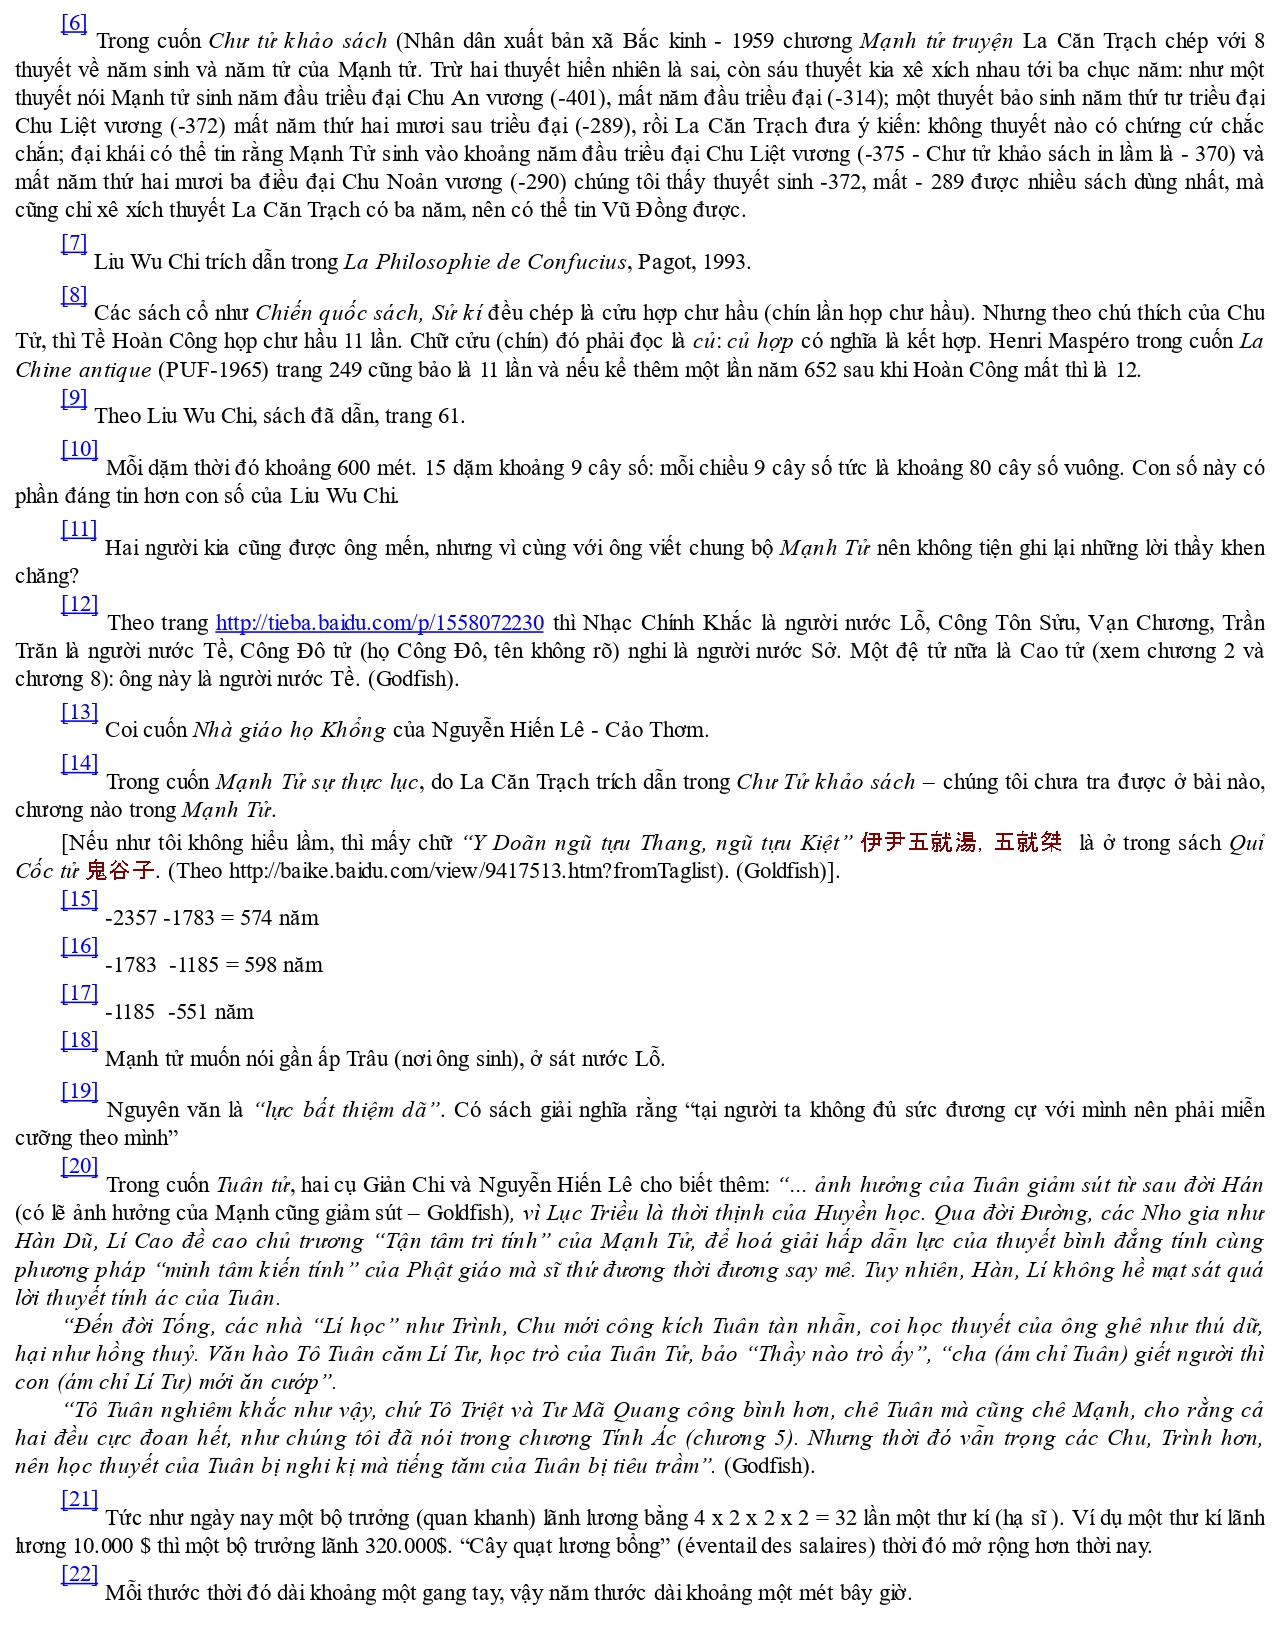 [6] Trong cuốn Chư tử khảo sách (Nhân dân xuất bản xã Bắc kinh - 1959 chương Mạnh tử truyện La Căn Trạch chép với 8
thuyết về năm sinh và năm tử của Mạnh tử. Trừ hai thuyết hiển nhiên là sai, còn sáu thuyết kia xê xích nhau tới ba chục năm: như một
thuyết nói Mạnh tử sinh năm đầu triều đại Chu An vương (-401), mất năm đầu triều đại (-314); một thuyết bảo sinh năm thứ tư triều đại
Chu Liệt vương (-372) mất năm thứ hai mươi sau triều đại (-289), rồi La Căn Trạch đưa ý kiến: không thuyết nào có chứng cứ chắc
chắn; đại khái có thể tin rằng Mạnh Tử sinh vào khoảng năm đầu triều đại Chu Liệt vương (-375 - Chư tử khảo sách in lầm là - 370) và
mất năm thứ hai mươi ba điều đại Chu Noản vương (-290) chúng tôi thấy thuyết sinh -372, mất - 289 được nhiều sách dùng nhất, mà
cũng chỉ xê xích thuyết La Căn Trạch có ba năm, nên có thể tin Vũ Đồng được.
[7] Liu Wu Chi trích dẫn trong La Philosophie de Confucius, Pagot, 1993.
[8] Các sách cổ như Chiến quốc sách, Sử kí đều chép là cửu hợp chư hầu (chín lần họp chư hầu). Nhưng theo chú thích của Chu
Tử, thì Tề Hoàn Công họp chư hầu 11 lần. Chữ cửu (chín) đó phải đọc là củ: củ hợp có nghĩa là kết hợp. Henri Maspéro trong cuốn La
Chine antique (PUF-1965) trang 249 cũng bảo là 11 lần và nếu kể thêm một lần năm 652 sau khi Hoàn Công mất thì là 12.
[9] Theo Liu Wu Chi, sách đã dẫn, trang 61.
[10] Mỗi dặm thời đó khoảng 600 mét. 15 dặm khoảng 9 cây số: mỗi chiều 9 cây số tức là khoảng 80 cây số vuông. Con số này có
phần đáng tin hơn con số của Liu Wu Chi.
[11] Hai người kia cũng được ông mến, nhưng vì cùng với ông viết chung bộ Mạnh Tử nên không tiện ghi lại những lời thầy khen
chăng?
[12] Theo trang http://tieba.baidu.com/p/1558072230 thì Nhạc Chính Khắc là người nước Lỗ, Công Tôn Sửu, Vạn Chương, Trần
Trăn là người nước Tề, Công Đô tử (họ Công Đô, tên không rõ) nghi là người nước Sở. Một đệ tử nữa là Cao tử (xem chương 2 và
chương 8): ông này là người nước Tề. (Godfish).
[13] Coi cuốn Nhà giáo họ Khổng của Nguyễn Hiến Lê - Cảo Thơm.
[14] Trong cuốn Mạnh Tử sự thực lục, do La Căn Trạch trích dẫn trong Chư Tử khảo sách – chúng tôi chưa tra được ở bài nào,
chương nào trong Mạnh Tử.
[Nếu như tôi không hiểu lầm, thì mấy chữ “Y Doãn ngũ tựu Thang, ngũ tựu Kiệt” 伊尹五就湯, 五就桀 là ở trong sách Quỉ
Cốc tử 鬼谷子. (Theo http://baike.baidu.com/view/9417513.htm?fromTaglist). (Goldfish)].
[15] -2357 -1783 = 574 năm
[16] -1783 -1185 = 598 năm
[17] -1185 -551 năm
[18] Mạnh tử muốn nói gần ấp Trâu (nơi ông sinh), ở sát nước Lỗ.
[19] Nguyên văn là “lực bất thiệm dã”. Có sách giải nghĩa rằng “tại người ta không đủ sức đương cự với mình nên phải miễn
cưỡng theo mình”
[20] Trong cuốn Tuân tử, hai cụ Giản Chi và Nguyễn Hiến Lê cho biết thêm: “... ảnh hưởng của Tuân giảm sút từ sau đời Hán
(có lẽ ảnh hưởng của Mạnh cũng giảm sút – Goldfish), vì Lục Triều là thời thịnh của Huyền học. Qua đời Đường, các Nho gia như
Hàn Dũ, Lí Cao đề cao chủ trương “Tận tâm tri tính” của Mạnh Tử, để hoá giải hấp dẫn lực của thuyết bình đẳng tính cùng
phương pháp “minh tâm kiến tính” của Phật giáo mà sĩ thứ đương thời đương say mê. Tuy nhiên, Hàn, Lí không hề mạt sát quá
lời thuyết tính ác của Tuân.
“Đến đời Tống, các nhà “Lí học” như Trình, Chu mới công kích Tuân tàn nhẫn, coi học thuyết của ông ghê như thú dữ,
hại như hồng thuỷ. Văn hào Tô Tuân căm Lí Tư, học trò của Tuân Tử, bảo “Thầy nào trò ấy”, “cha (ám chỉ Tuân) giết người thì
con (ám chỉ Lí Tư) mới ăn cướp”.
“Tô Tuân nghiêm khắc như vậy, chứ Tô Triệt và Tư Mã Quang công bình hơn, chê Tuân mà cũng chê Mạnh, cho rằng cả
hai đều cực đoan hết, như chúng tôi đã nói trong chương Tính Ác (chương 5). Nhưng thời đó vẫn trọng các Chu, Trình hơn,
nên học thuyết của Tuân bị nghi kị mà tiếng tăm của Tuân bị tiêu trầm”. (Godfish).
[21] Tức như ngày nay một bộ trưởng (quan khanh) lãnh lương bằng 4 x 2 x 2 x 2 = 32 lần một thư kí (hạ sĩ ). Ví dụ một thư kí lãnh
lương 10.000 $ thì một bộ trưởng lãnh 320.000$. “Cây quạt lương bổng” (éventail des salaires) thời đó mở rộng hơn thời nay.
[22] Mỗi thước thời đó dài khoảng một gang tay, vậy năm thước dài khoảng một mét bây giờ.